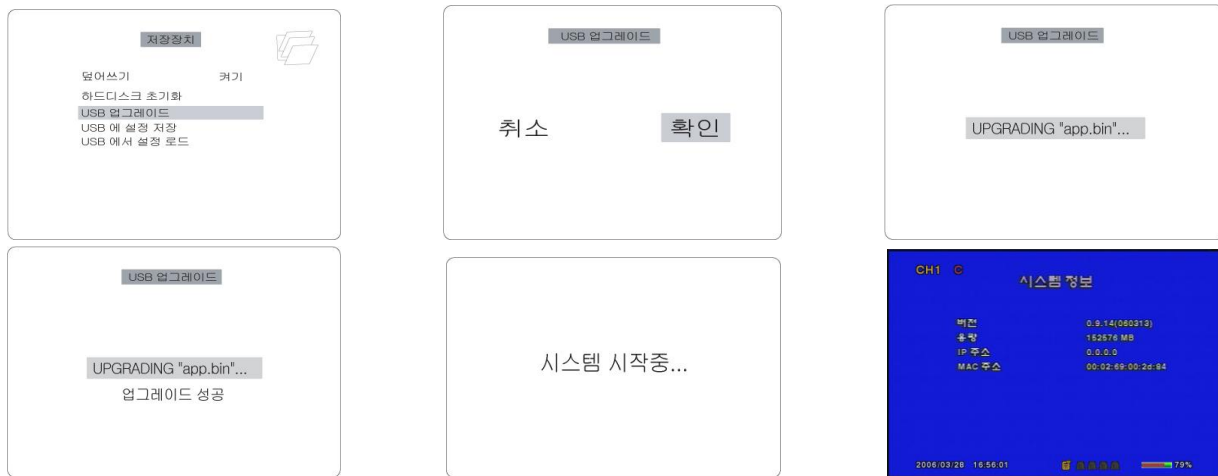 저장장치
덮어쓰기 켜기
하드디스크 초기화
USB 업그레이드
USB 에 설정 저장
USB 에서 설정 로드
USB 업그레이드
취소 확인
USB 업그레이드
UPGRADING "app.bin"...
USB 업그레이드
UPGRADING "app.bin"...
업그레이드 성공
시스템 시작중...
CH1 C
시스템 정보
버전 0.9.14(060313)
용량 152576 MB
IP 주소 0.0.0.0
MAC 주소 00:02:69:00:2d:84
2006/03/28 16:56:01 79%